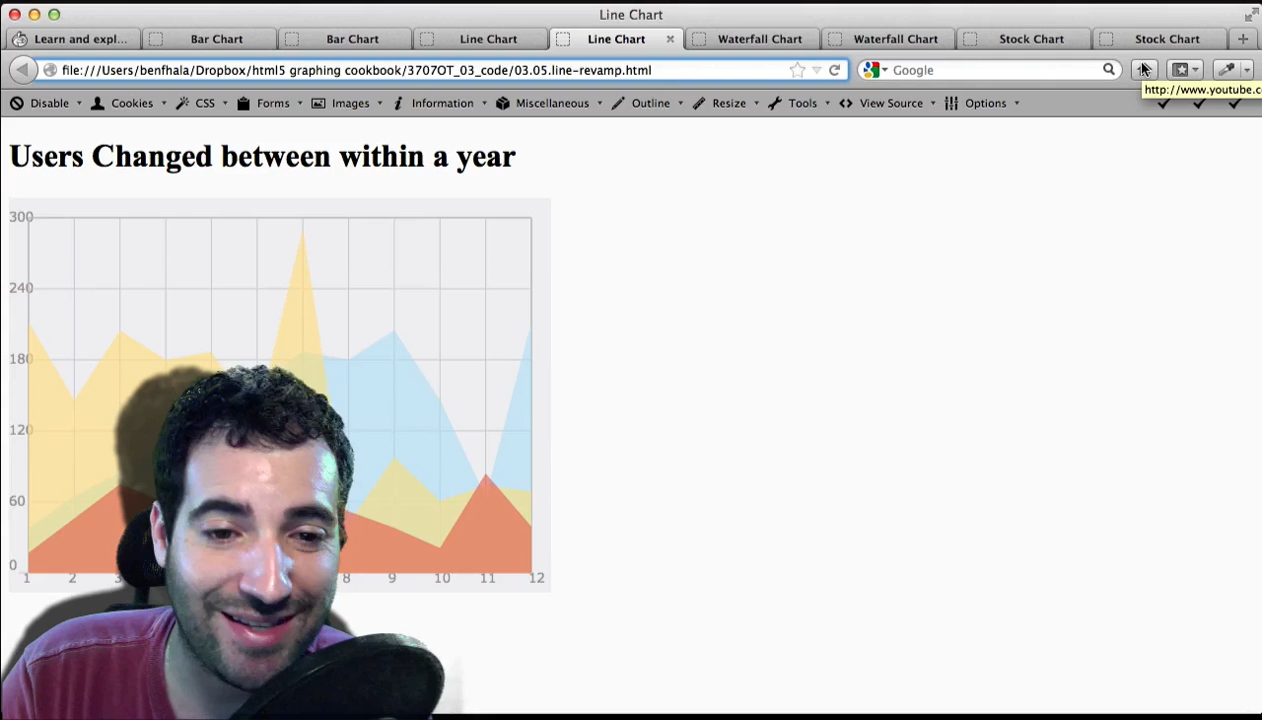 Line Chart
Learn and expl... Bar Chart Bar Chart Line Chart Line Chart Waterfall Chart Waterfall Chart Stock Chart Stock Chart
file:///Users/benfhala/Dropbox/html5 graphing cookbook/3707OT_03_code/03.05.line-revamp.html Google
http://www.youtube.c
Disable Cookies CSS Forms Images Information Miscellaneous Outline Resize Tools View Source Options
Users Changed between within a year
300
240
180
120
60
0
1 2 3 8 9 10 11 12